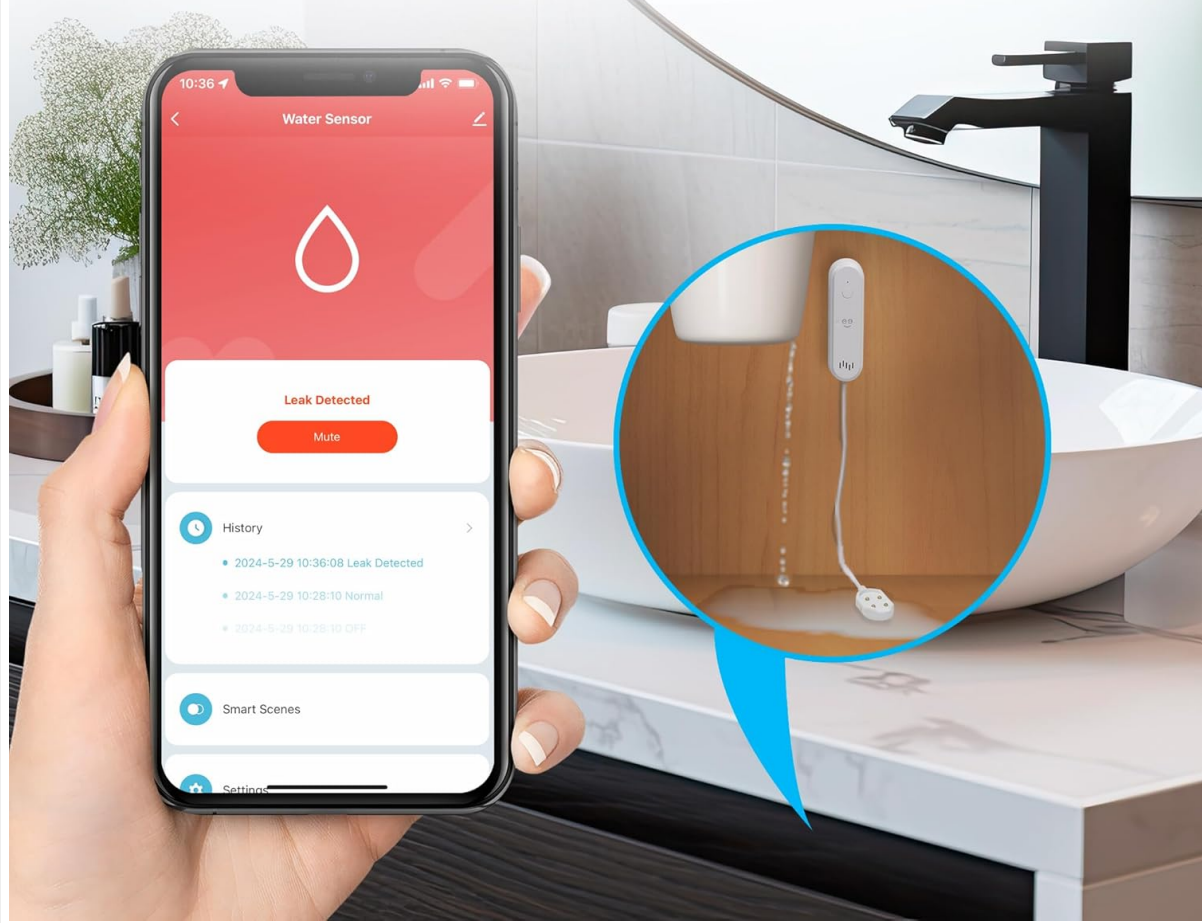 10:36
Water Sensor
Leak Detected
Mute
History
2024-5-29 10:36:08 Leak Detected
2024-5-29 10:28:10 Normal
2024-5-29 10:28:10 OFF
Smart Scenes
Settings